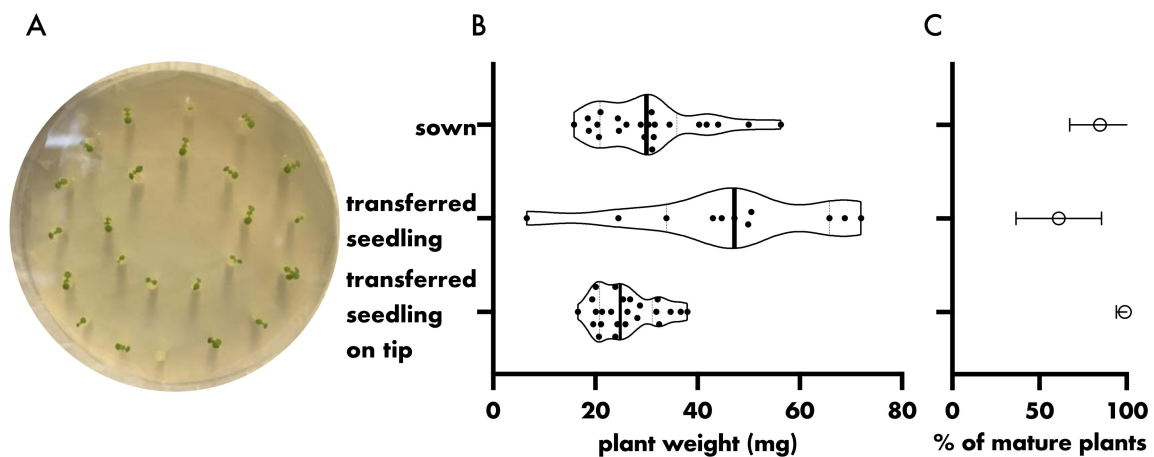 A
B
C
sown
transferred
seedling
transferred
seedling
on tip
0 20 40 60 80
plant weight (mg)
0 50 100
% of mature plants